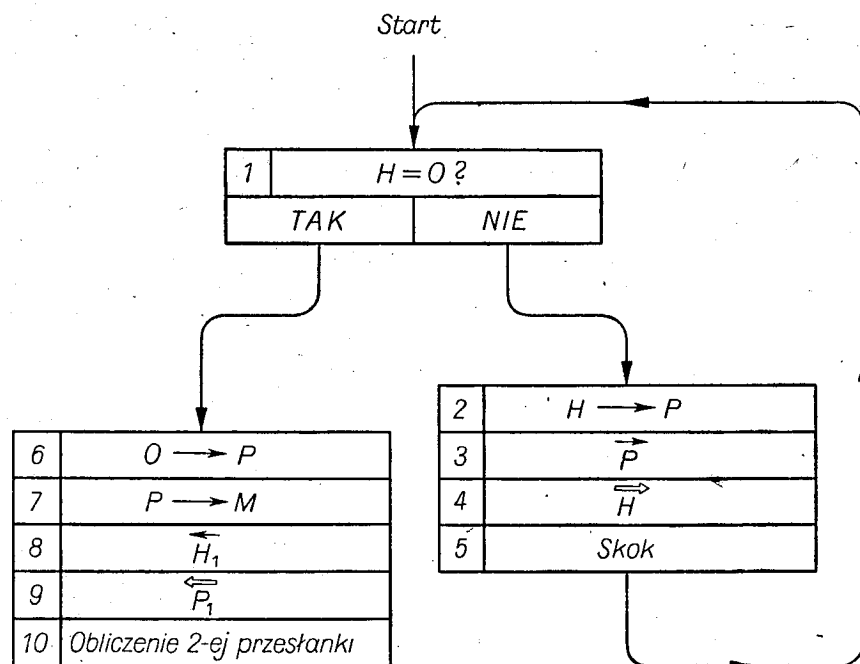 Start
1 H = O ?
TAK NIE
2 H → P
3 P
4 H
5 Skok
6 O → P
7 P → M
8 H₁
9 P₁
10 Obliczenie 2-ej przesłanki